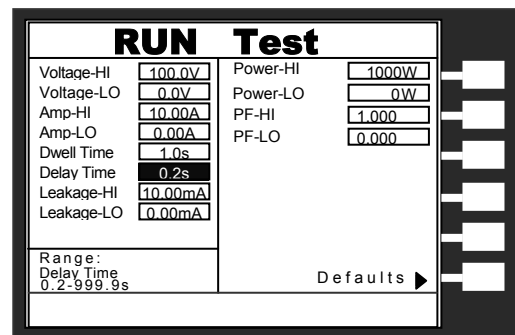 RUN Test
Voltage-HI 100.0V
Voltage-LO 0.0V
Amp-HI 10.00A
Amp-LO 0.00A
Dwell Time 1.0s
Delay Time 0.2s
Leakage-HI 10.00mA
Leakage-LO 0.00mA
Power-HI 1000W
Power-LO 0W
PF-HI 1.000
PF-LO 0.000
Range:
Delay Time
0.2-999.9s
Defaults